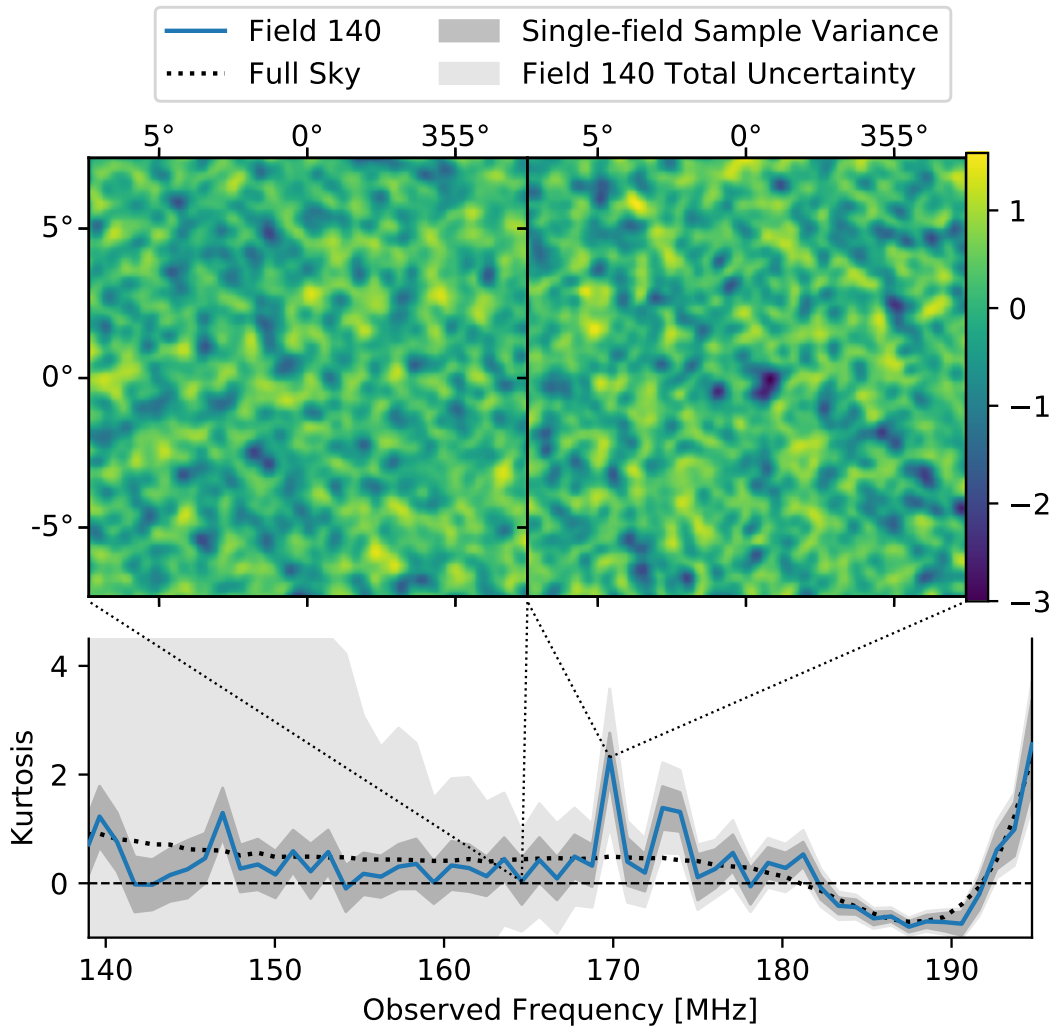 Field 140 Single-field Sample Variance
Full Sky Field 140 Total Uncertainty
5° 0° 355° 5° 0° 355°
5°
0°
-5°
1
0
−1
−2
−3
4
2
0
Kurtosis
140 150 160 170 180 190
Observed Frequency [MHz]